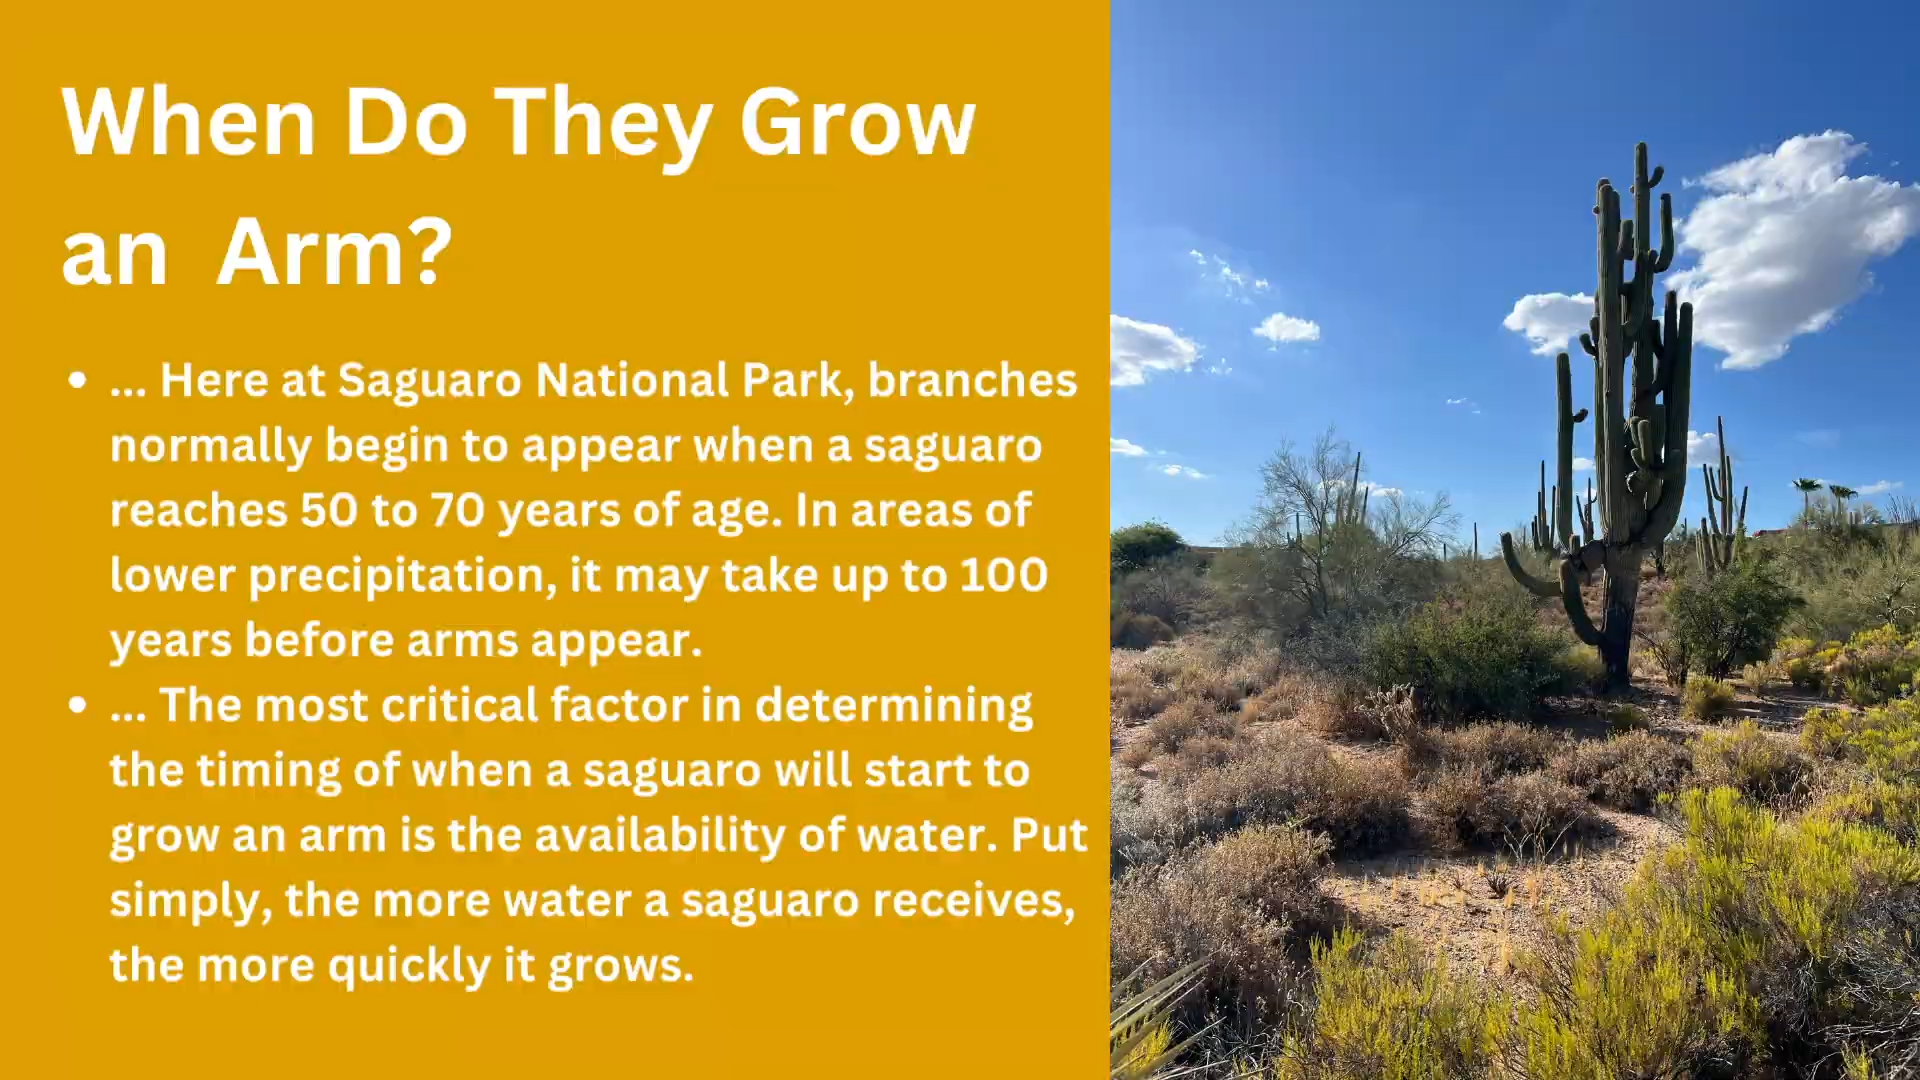 When Do They Grow
an  Arm?
• ... Here at Saguaro National Park, branches
normally begin to appear when a saguaro
reaches 50 to 70 years of age. In areas of
lower precipitation, it may take up to 100
years before arms appear.
• ... The most critical factor in determining
the timing of when a saguaro will start to
grow an arm is the availability of water. Put
simply, the more water a saguaro receives,
the more quickly it grows.